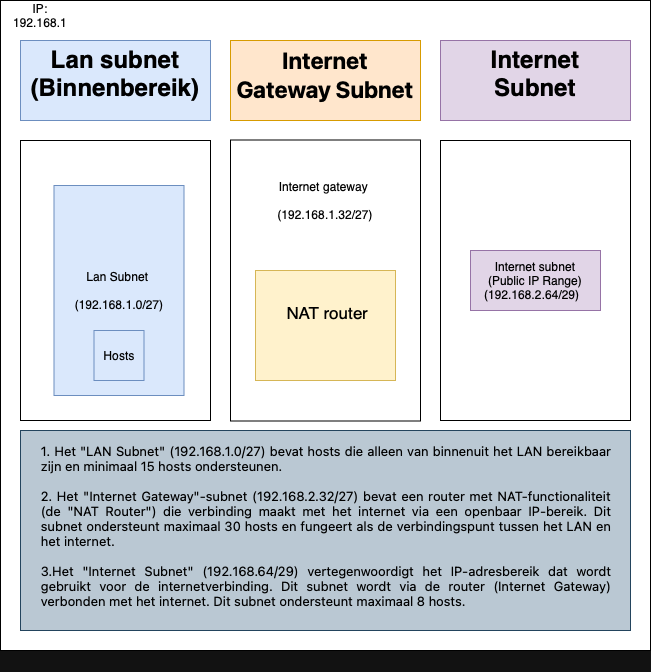 IP:
192.168.1
Lan subnet
(Binnenbereik)
Internet
Gateway Subnet
Internet
Subnet
Lan Subnet
(192.168.1.0/27)
Hosts
Internet gateway
(192.168.1.32/27)
NAT router
Internet subnet
(Public IP Range)
(192.168.2.64/29)
1. Het "LAN Subnet" (192.168.1.0/27) bevat hosts die alleen van binnenuit het LAN bereikbaar
zijn en minimaal 15 hosts ondersteunen.
2. Het "Internet Gateway"-subnet (192.168.2.32/27) bevat een router met NAT-functionaliteit
(de "NAT Router") die verbinding maakt met het internet via een openbaar IP-bereik. Dit
subnet ondersteunt maximaal 30 hosts en fungeert als de verbindingspunt tussen het LAN en
het internet.
3.Het "Internet Subnet" (192.168.64/29) vertegenwoordigt het IP-adresbereik dat wordt
gebruikt voor de internetverbinding. Dit subnet wordt via de router (Internet Gateway)
verbonden met het internet. Dit subnet ondersteunt maximaal 8 hosts.